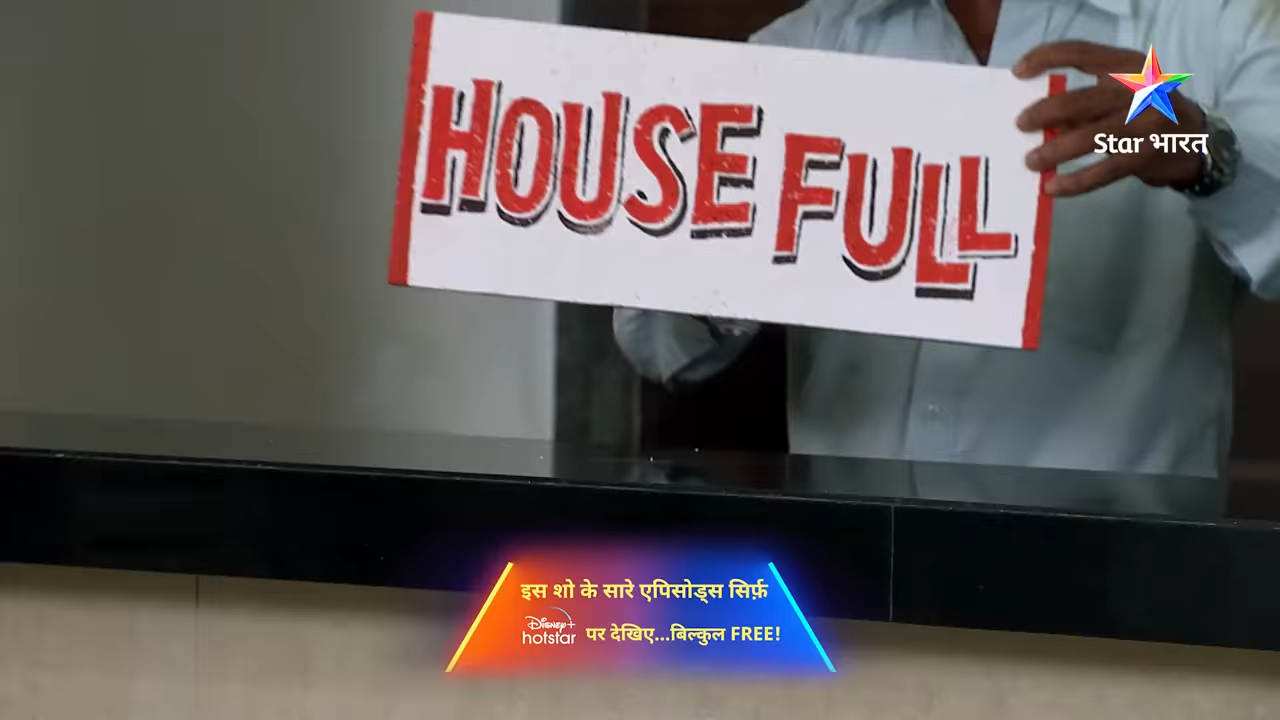 HOUSE FULL
Star भारत
इस शो के सारे एपिसोड्स सिर्फ़
Disney+ hotstar पर देखिए...बिल्कुल FREE!